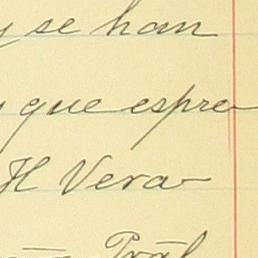 y se han
que espre
H Vera